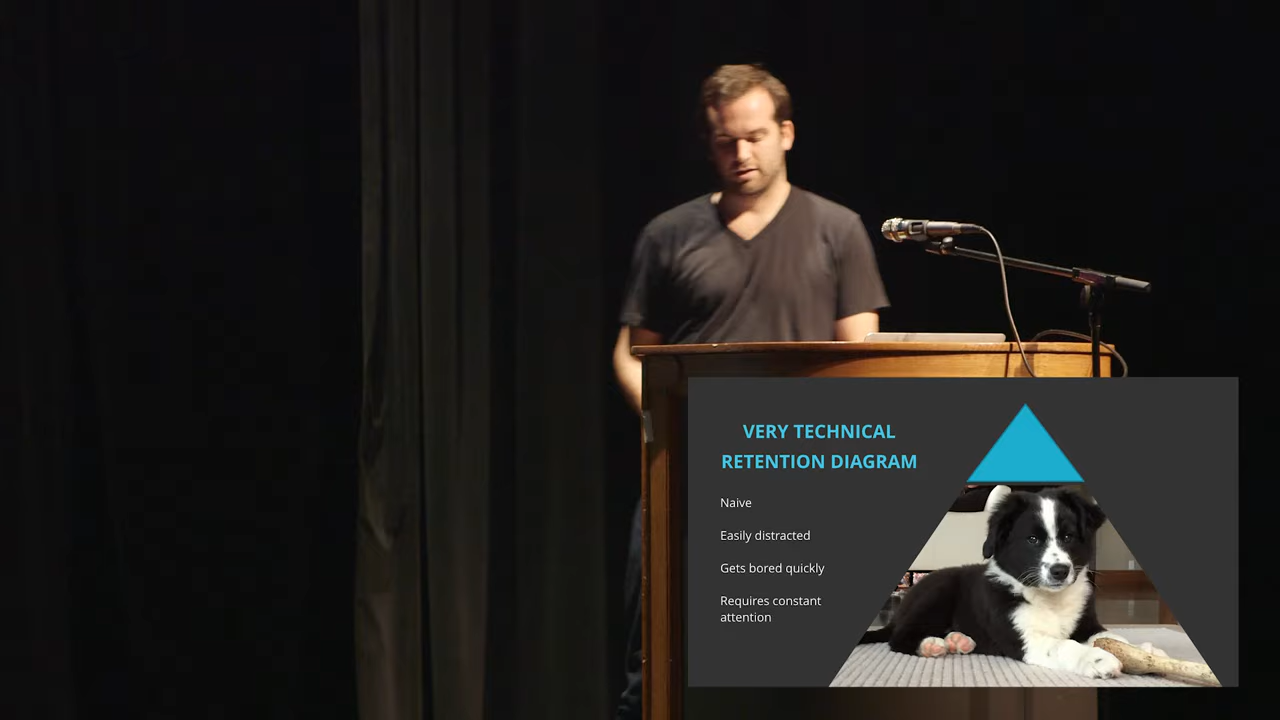 VERY TECHNICAL
RETENTION DIAGRAM
Naive
Easily distracted
Gets bored quickly
Requires constant
attention